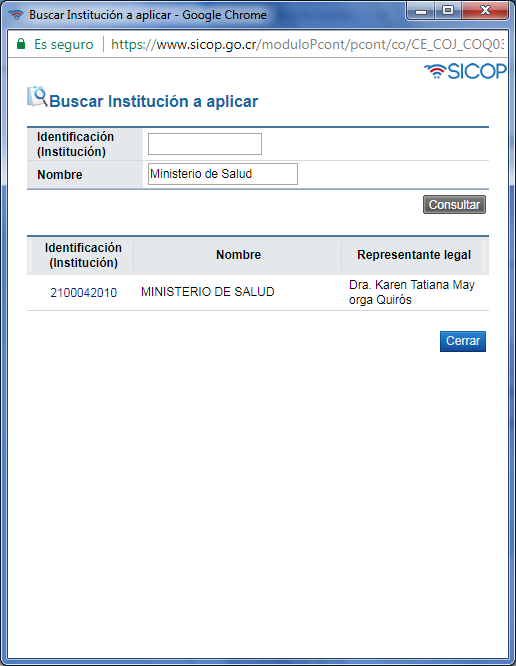 Buscar Institución a aplicar - Google Chrome
Es seguro | https://www.sicop.go.cr/moduloPcont/pcont/co/CE_COJ_COQ03
SICOP
Buscar Institución a aplicar
Identificación
(Institución)
Nombre
Ministerio de Salud
Consultar
Identificación
(Institución)
Nombre
Representante legal
2100042010
MINISTERIO DE SALUD
Dra. Karen Tatiana May
orga Quirós
Cerrar